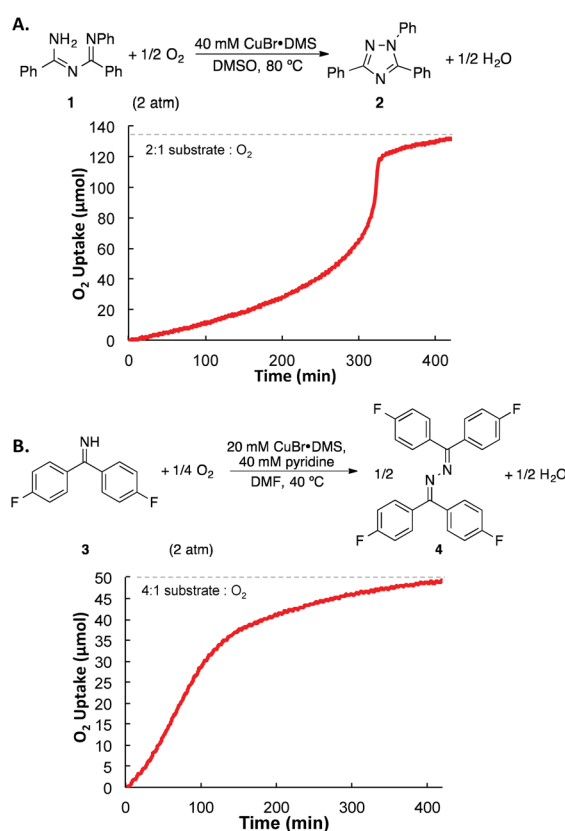 A.
NH₂ NPh
Ph N Ph
+ 1/2 O₂
40 mM CuBr•DMS
DMSO, 80 ºC
Ph
N N
Ph N Ph
+ 1/2 H₂O
1 (2 atm) 2
2:1 substrate : O₂
O₂ Uptake (µmol)
140
120
100
80
60
40
20
0
0 100 200 300 400
Time (min)
B.
NH
F F
+ 1/4 O₂
20 mM CuBr•DMS,
40 mM pyridine
DMF, 40 ºC
1/2
F F
N
N
F F
+ 1/2 H₂O
3 (2 atm) 4
4:1 substrate : O₂
O₂ Uptake (µmol)
50
45
40
35
30
25
20
15
10
5
0
0 100 200 300 400
Time (min)